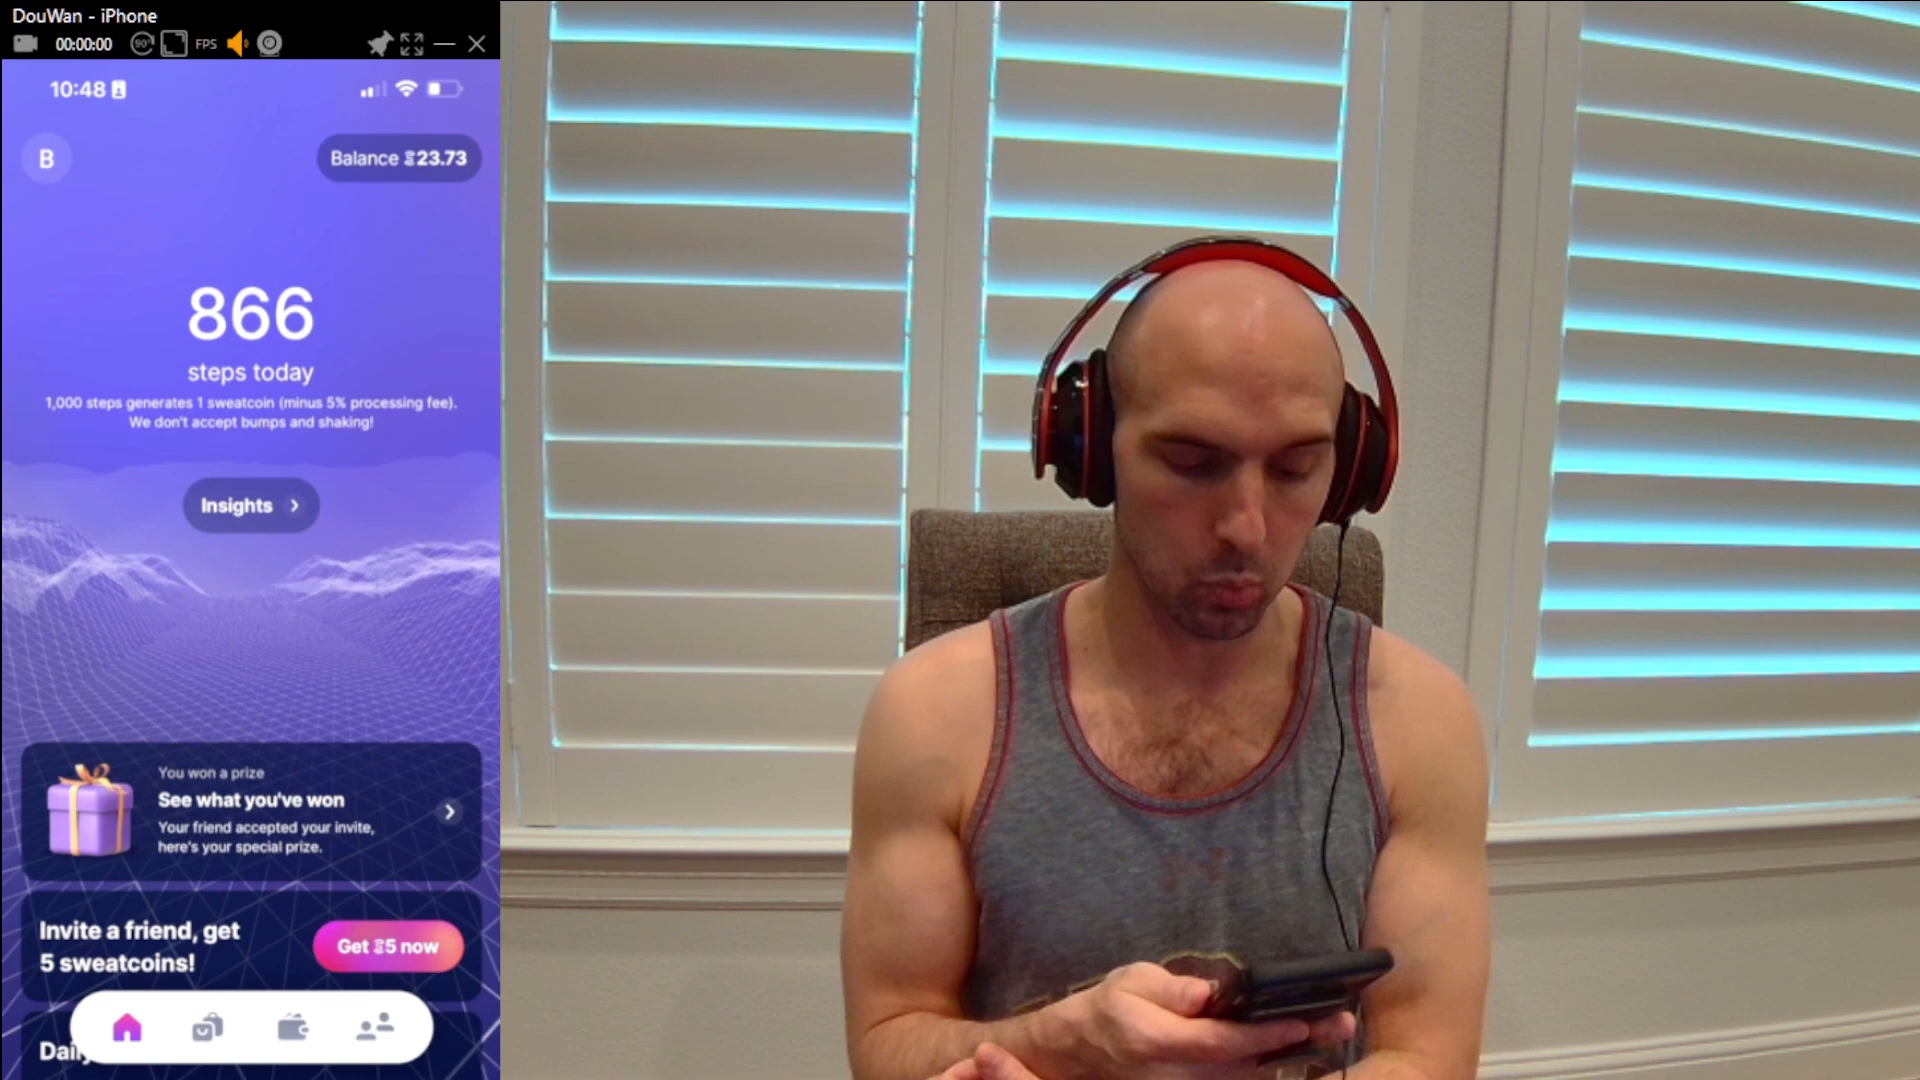 DouWan - iPhone
00:00:00
90°
FPS
10:48
B
Balance 23.73
866
steps today
1,000 steps generates 1 sweatcoin (minus 5% processing fee).
We don't accept bumps and shaking!
Insights
You won a prize
See what you've won
Your friend accepted your invite,
here's your special prize.
Invite a friend, get
5 sweatcoins!
Get 5 now